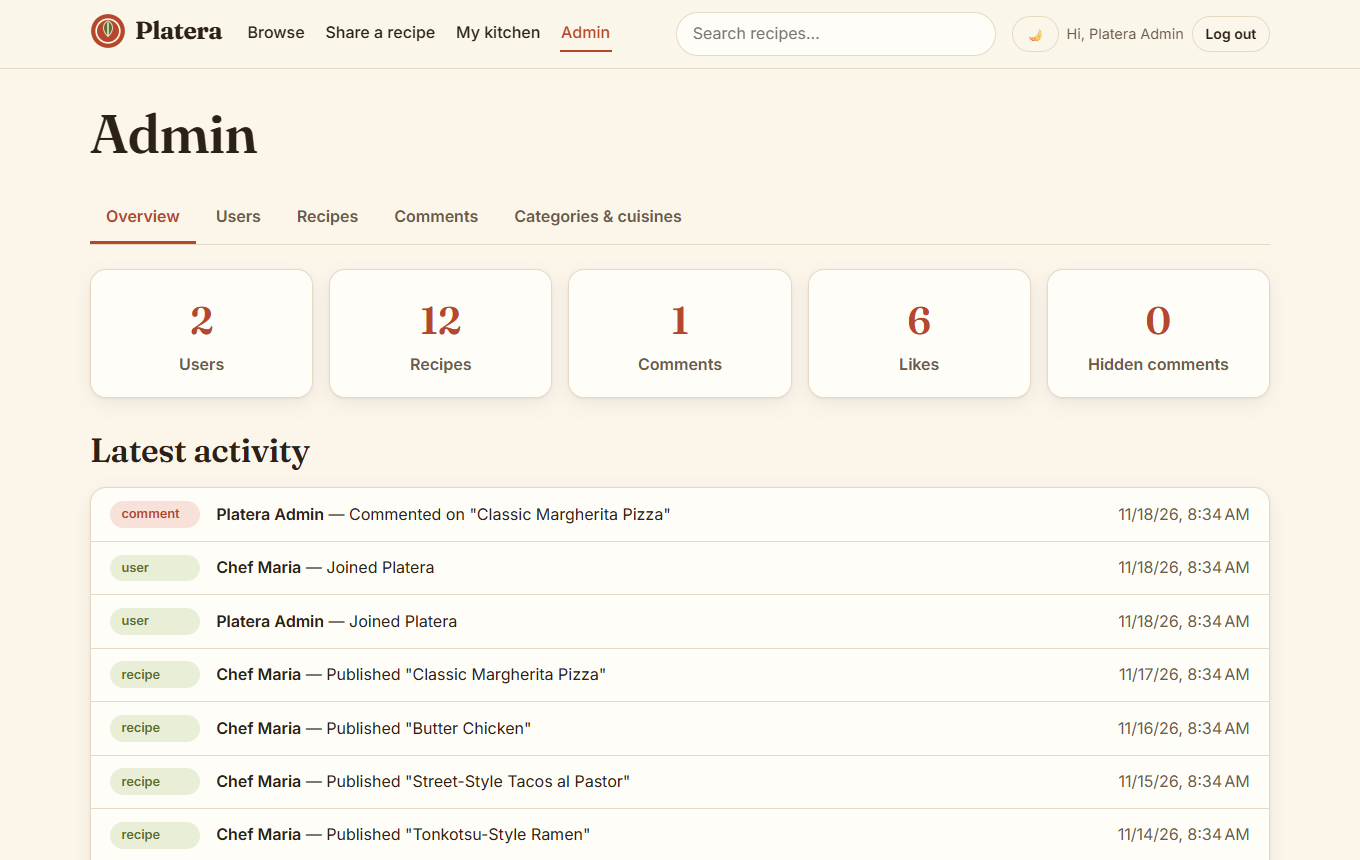 Platera Browse Share a recipe My kitchen Admin Search recipes... Hi, Platera Admin Log out
Admin
Overview Users Recipes Comments Categories & cuisines
2 12 1 6 0
Users Recipes Comments Likes Hidden comments
Latest activity
comment Platera Admin — Commented on "Classic Margherita Pizza" 11/18/26, 8:34 AM
user Chef Maria — Joined Platera 11/18/26, 8:34 AM
user Platera Admin — Joined Platera 11/18/26, 8:34 AM
recipe Chef Maria — Published "Classic Margherita Pizza" 11/17/26, 8:34 AM
recipe Chef Maria — Published "Butter Chicken" 11/16/26, 8:34 AM
recipe Chef Maria — Published "Street-Style Tacos al Pastor" 11/15/26, 8:34 AM
recipe Chef Maria — Published "Tonkotsu-Style Ramen" 11/14/26, 8:34 AM